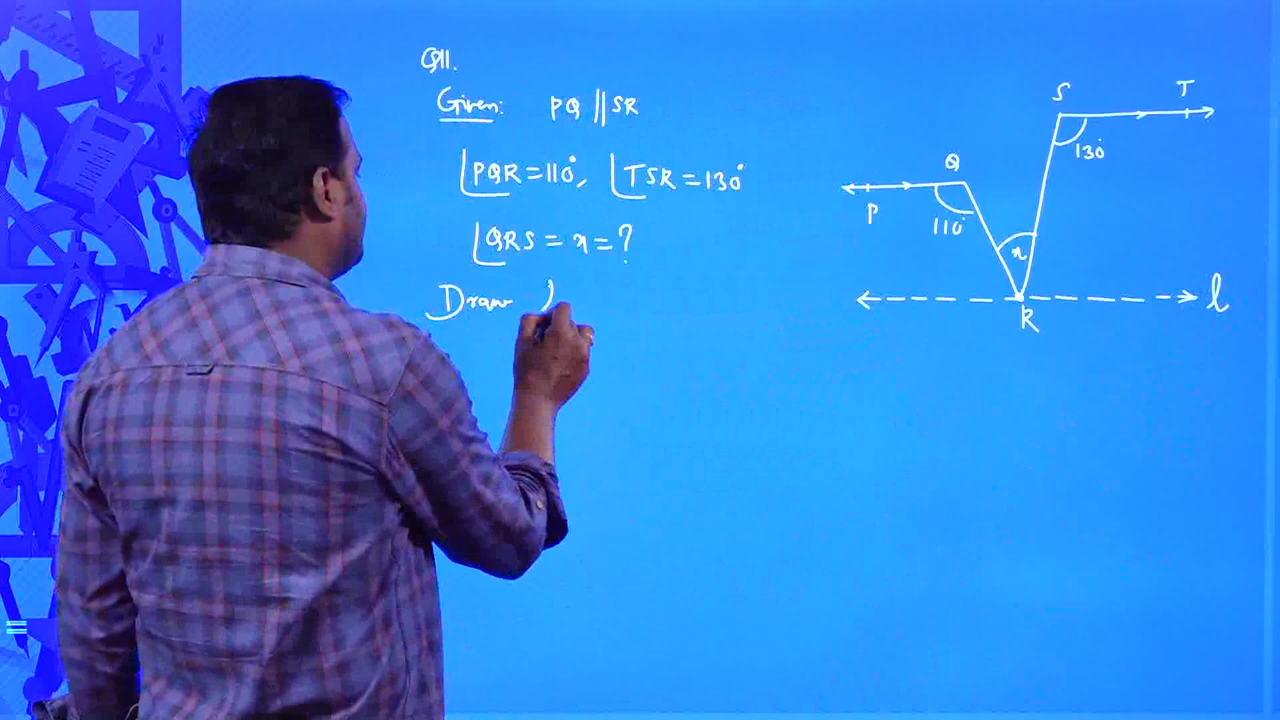 Q11.
Given: PQ || SR
∠PQR = 110°, ∠TSR = 130°
∠QRS = x = ?
Draw l
S T
130°
Q
P
110°
x
R
l